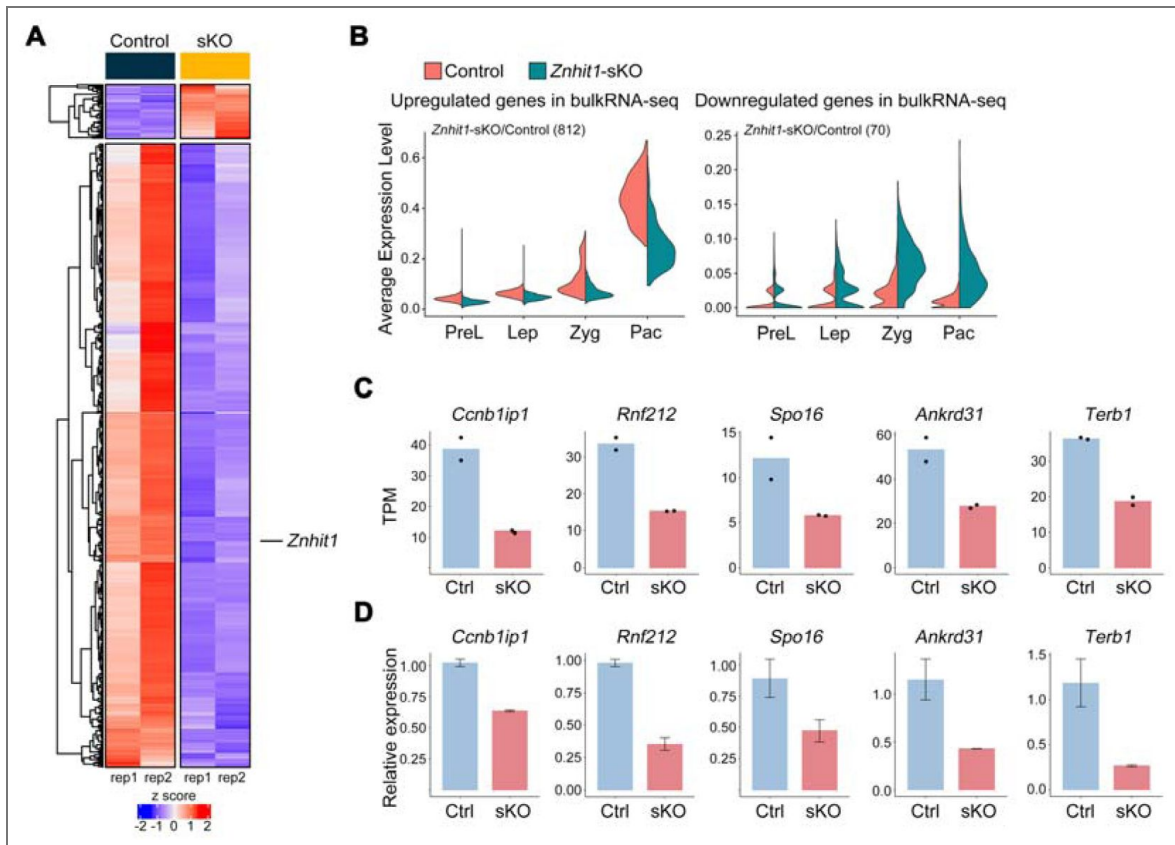 A
Control sKO
Znhit1
rep1 rep2 rep1 rep2
z score
-2 -1 0 1 2
B
Control Znhit1-sKO
Upregulated genes in bulkRNA-seq
Znhit1-sKO/Control (812)
Average Expression Level
0.6
0.4
0.2
0.0
PreL Lep Zyg Pac
Downregulated genes in bulkRNA-seq
Znhit1-sKO/Control (70)
0.25
0.20
0.15
0.10
0.05
0.00
PreL Lep Zyg Pac
C
TPM
Ccnb1ip1
40
30
20
10
Ctrl sKO
Rnf212
30
20
10
0
Ctrl sKO
Spo16
15
10
5
0
Ctrl sKO
Ankrd31
60
40
20
0
Ctrl sKO
Terb1
30
20
10
0
Ctrl sKO
D
Relative expression
Ccnb1ip1
1.00
0.75
0.50
0.25
Ctrl sKO
Rnf212
1.00
0.75
0.50
0.25
0.00
Ctrl sKO
Spo16
1.00
0.75
0.50
0.25
Ctrl sKO
Ankrd31
1.0
0.5
0.0
Ctrl sKO
Terb1
1.5
1.0
0.5
0.0
Ctrl sKO